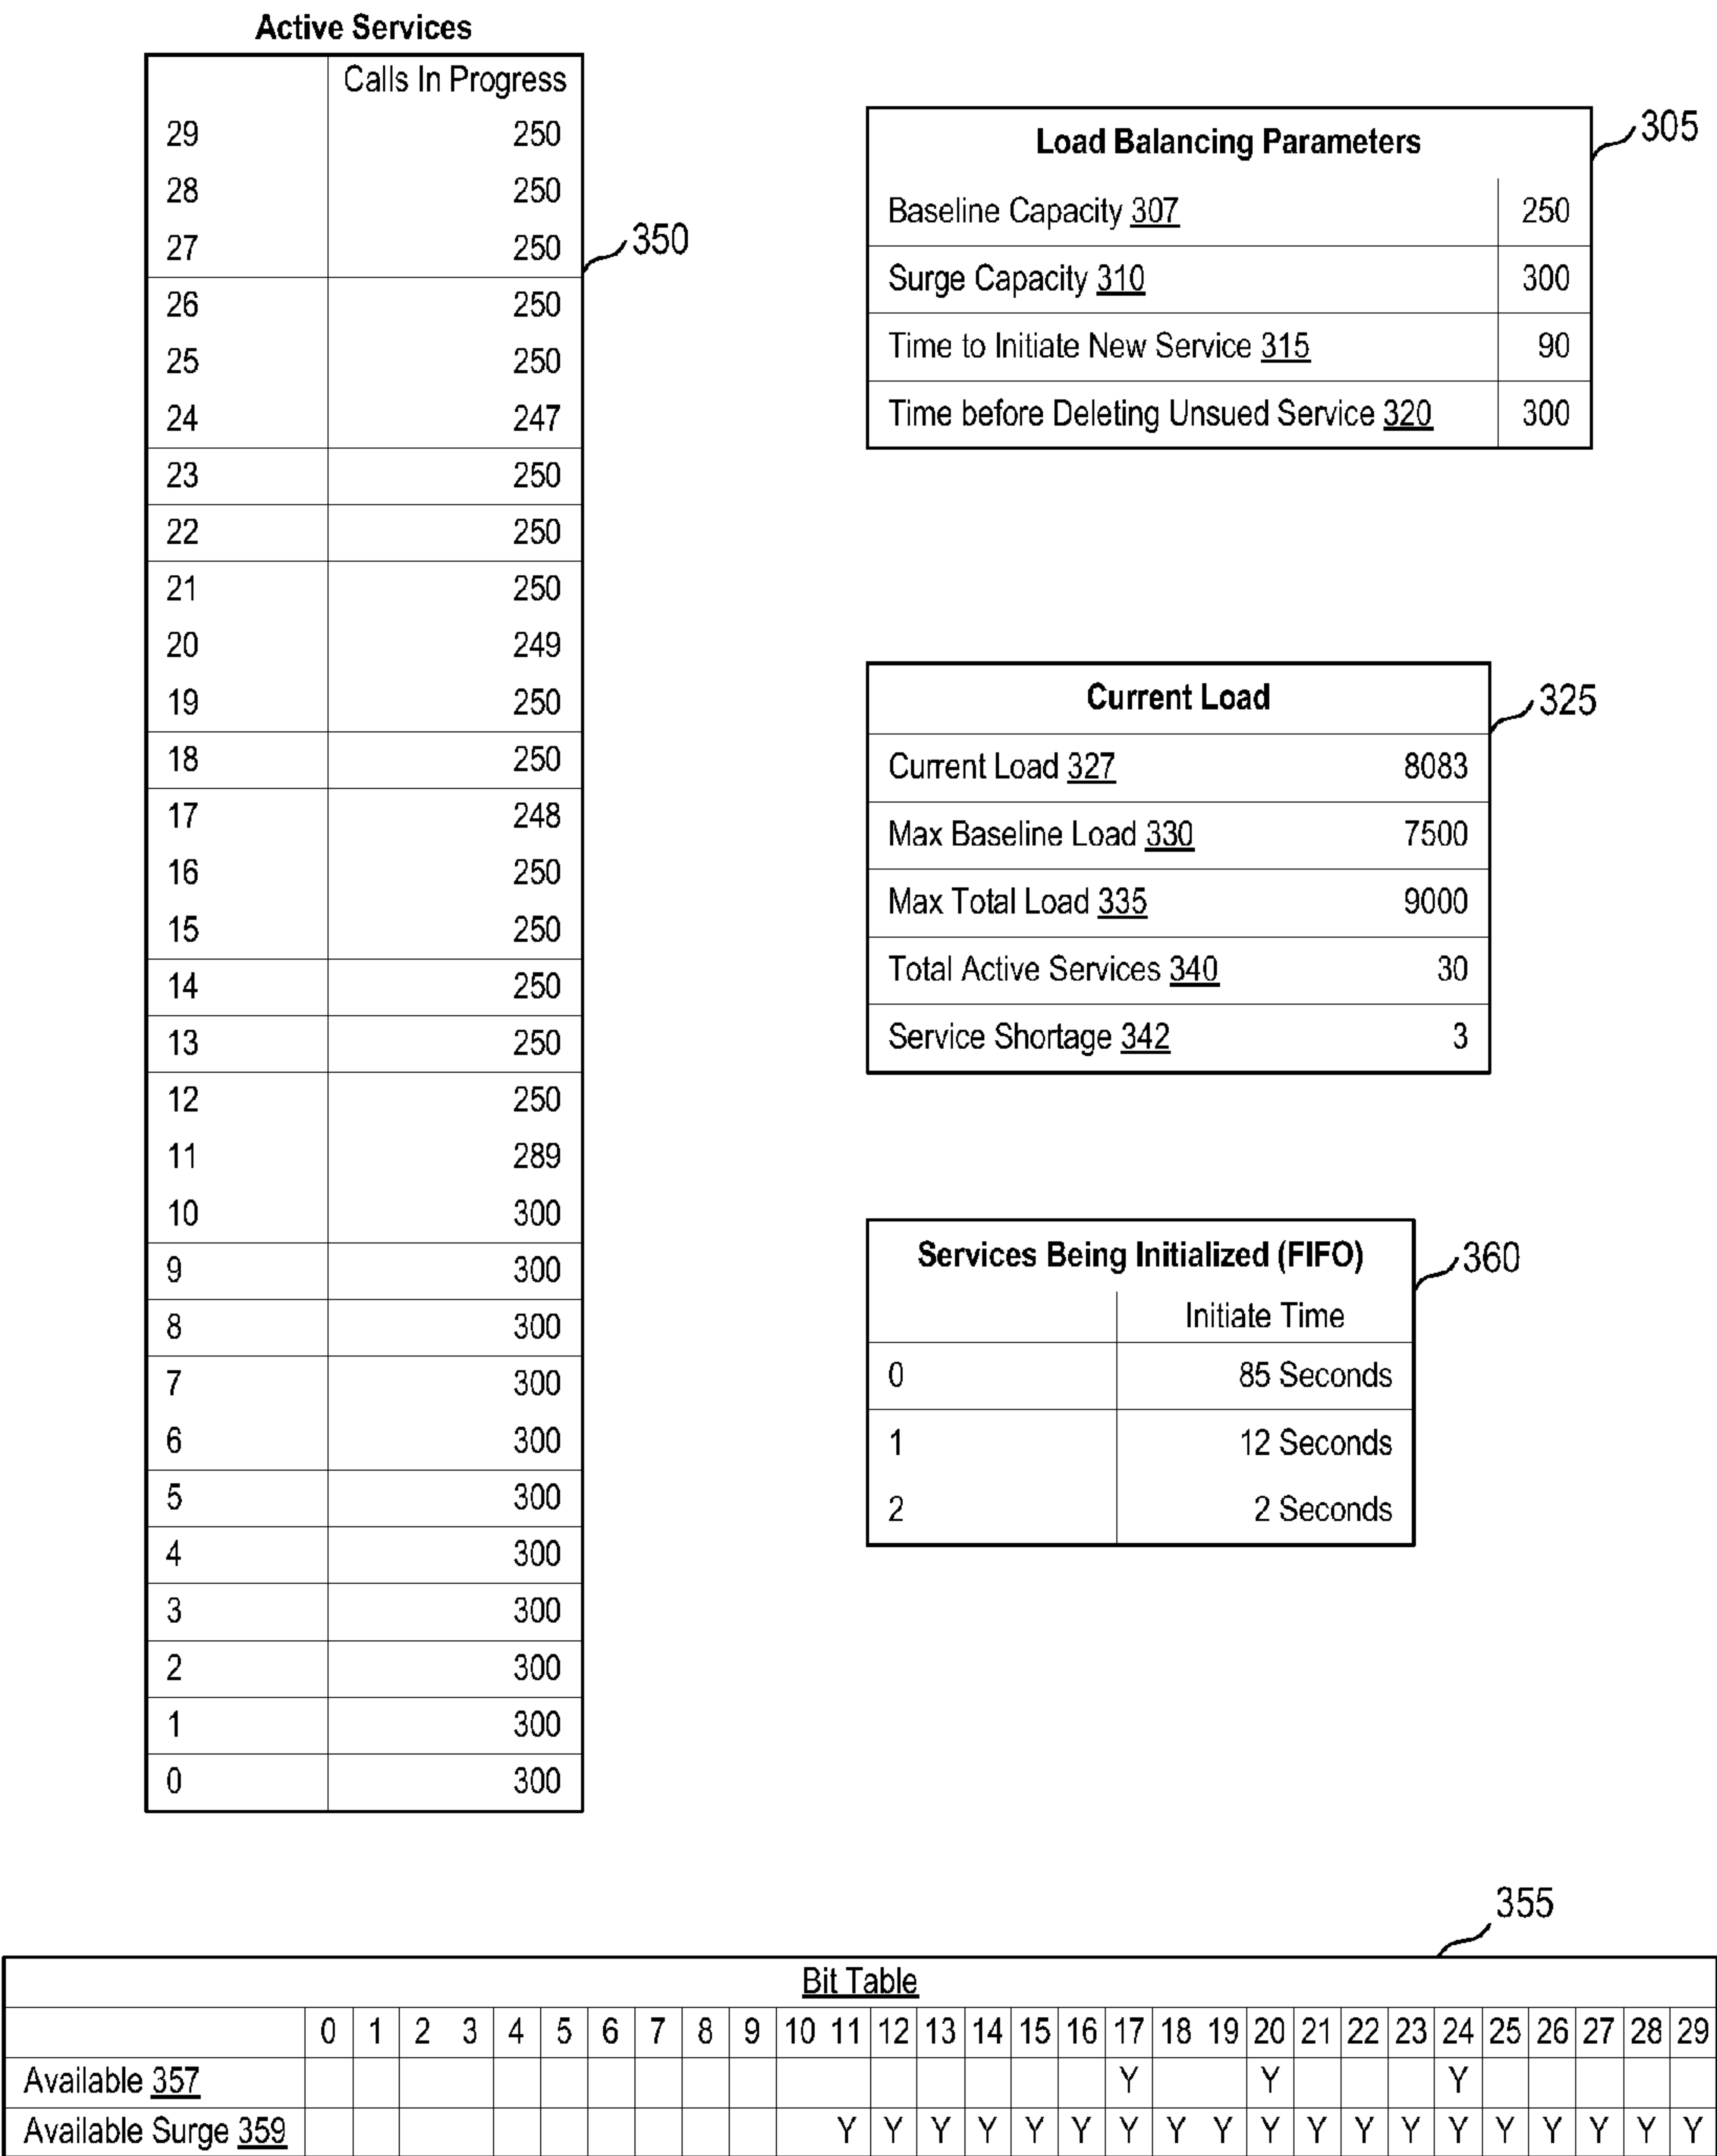 Active Services
Calls In Progress
29 250
28 250
27 250
350
26 250
25 250
24 247
23 250
22 250
21 250
20 249
19 250
18 250
17 248
16 250
15 250
14 250
13 250
12 250
11 289
10 300
9 300
8 300
7 300
6 300
5 300
4 300
3 300
2 300
1 300
0 300
Load Balancing Parameters
305
Baseline Capacity 307 250
Surge Capacity 310 300
Time to Initiate New Service 315 90
Time before Deleting Unsued Service 320 300
Current Load
325
Current Load 327 8083
Max Baseline Load 330 7500
Max Total Load 335 9000
Total Active Services 340 30
Service Shortage 342 3
Services Being Initialized (FIFO)
360
Initiate Time
0 85 Seconds
1 12 Seconds
2 2 Seconds
355
Bit Table
0 1 2 3 4 5 6 7 8 9 10 11 12 13 14 15 16 17 18 19 20 21 22 23 24 25 26 27 28 29
Available 357 Y Y Y
Available Surge 359 Y Y Y Y Y Y Y Y Y Y Y Y Y Y Y Y Y Y Y